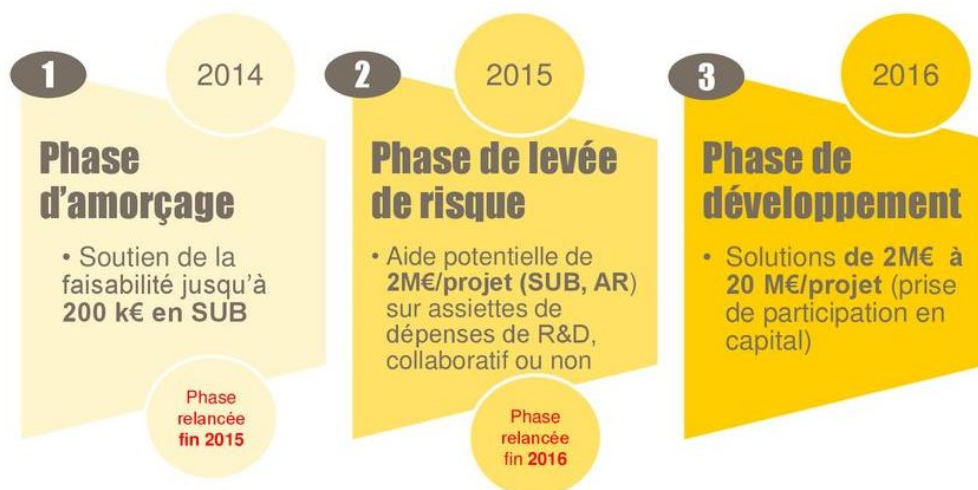 1
2014
Phase
d'amorçage
• Soutien de la
faisabilité jusqu'à
200 k€ en SUB
Phase
relancée
fin 2015
2
2015
Phase de levée
de risque
• Aide potentielle de
2M€/projet (SUB, AR)
sur assiettes de
dépenses de R&D,
collaboratif ou non
Phase
relancée
fin 2016
3
2016
Phase de
développement
• Solutions de 2M€ à
20 M€/projet (prise
de participation en
capital)